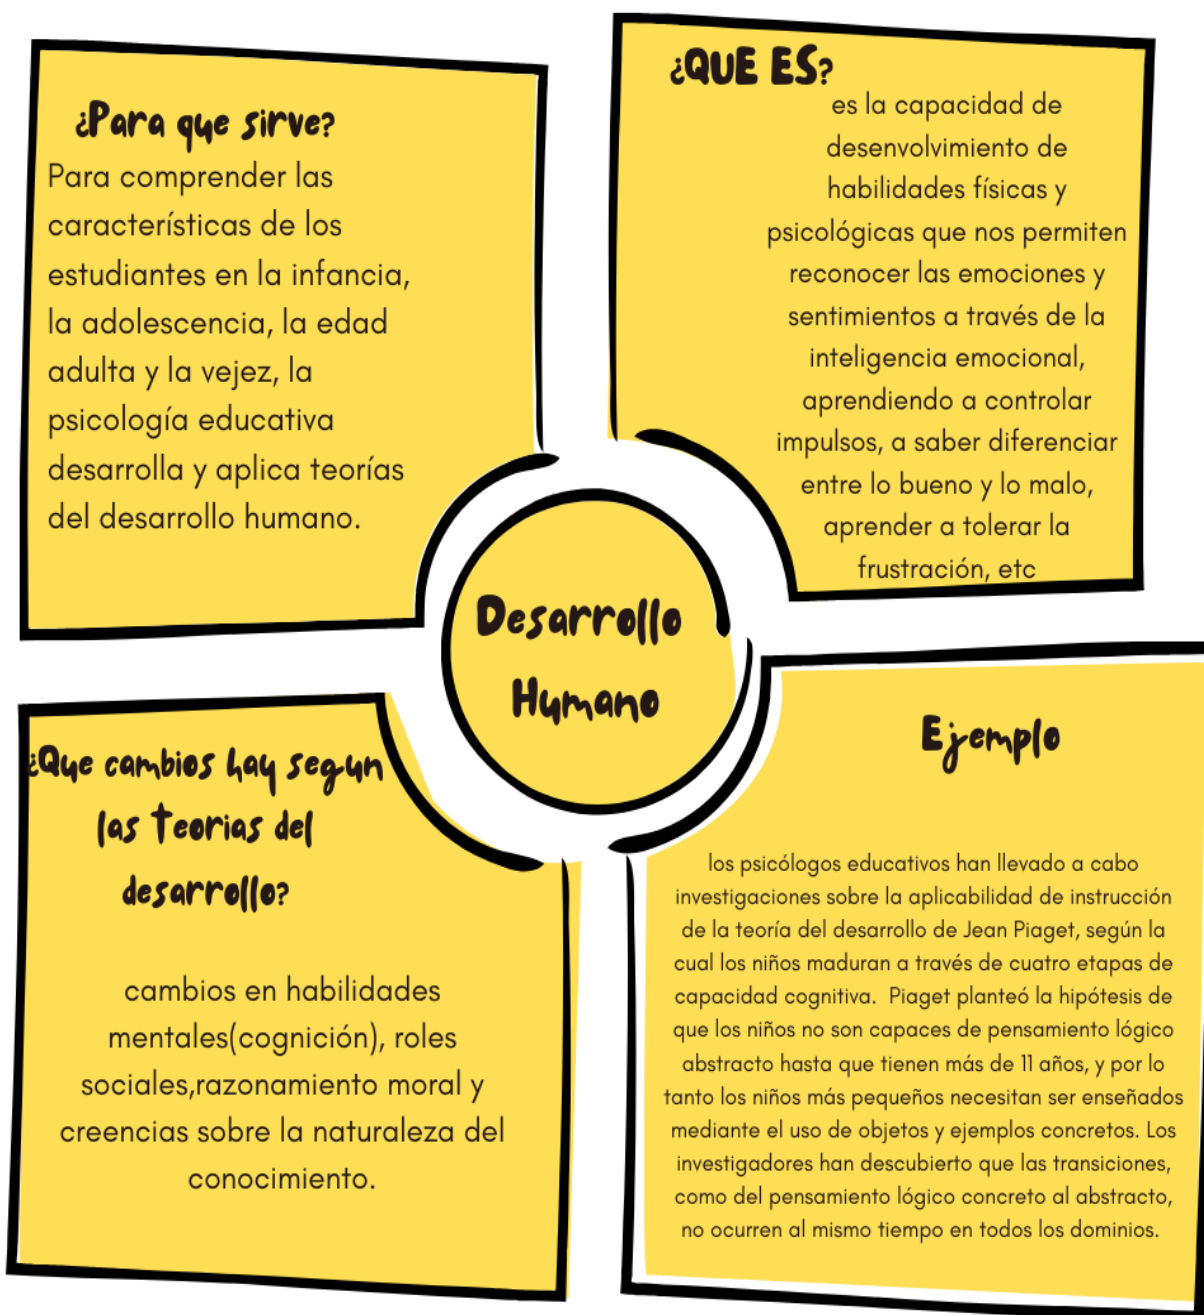 ¿Para que sirve?
Para comprender las
características de los
estudiantes en la infancia,
la adolescencia, la edad
adulta y la vejez, la
psicología educativa
desarrolla y aplica teorías
del desarrollo humano.
¿QUE ES?
es la capacidad de
desenvolvimiento de
habilidades físicas y
psicológicas que nos permiten
reconocer las emociones y
sentimientos a través de la
inteligencia emocional,
aprendiendo a controlar
impulsos, a saber diferenciar
entre lo bueno y lo malo,
aprender a tolerar la
frustración, etc
Desarrollo
Humano
¿Que cambios hay segun
las Teorias del
desarrollo?
cambios en habilidades
mentales(cognición), roles
sociales,razonamiento moral y
creencias sobre la naturaleza del
conocimiento.
Ejemplo
los psicólogos educativos han llevado a cabo
investigaciones sobre la aplicabilidad de instrucción
de la teoría del desarrollo de Jean Piaget, según la
cual los niños maduran a través de cuatro etapas de
capacidad cognitiva. Piaget planteó la hipótesis de
que los niños no son capaces de pensamiento lógico
abstracto hasta que tienen más de 11 años, y por lo
tanto los niños más pequeños necesitan ser enseñados
mediante el uso de objetos y ejemplos concretos. Los
investigadores han descubierto que las transiciones,
como del pensamiento lógico concreto al abstracto,
no ocurren al mismo tiempo en todos los dominios.